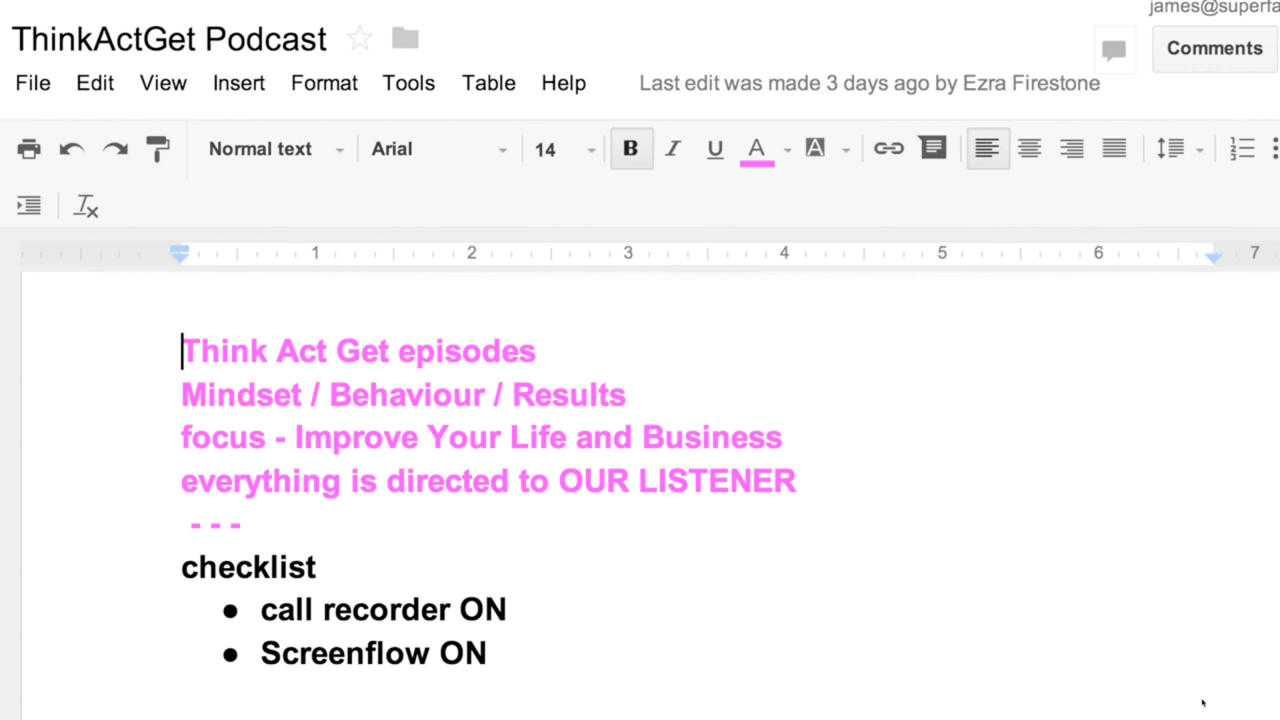 james@superfa
ThinkActGet Podcast
Comments
File Edit View Insert Format Tools Table Help Last edit was made 3 days ago by Ezra Firestone
Normal text Arial 14 B I U A A
1 2 3 4 5 6 7
Think Act Get episodes
Mindset / Behaviour / Results
focus - Improve Your Life and Business
everything is directed to OUR LISTENER
- - -
checklist
● call recorder ON
● Screenflow ON